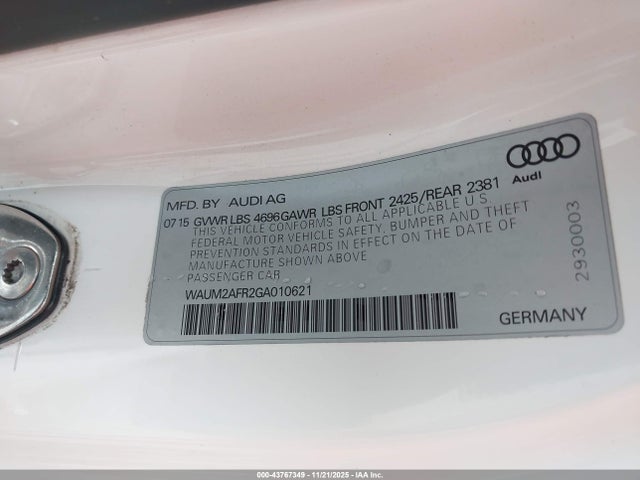 MFD. BY AUDI AG
Audi
07 15 GVWR LBS 4696 GAWR LBS FRONT 2425/REAR 2381
THIS VEHICLE CONFORMS TO ALL APPLICABLE U.S.
FEDERAL MOTOR VEHICLE SAFETY, BUMPER AND THEFT
PREVENTION STANDARDS IN EFFECT ON THE DATE OF
MANUFACTURE SHOWN ABOVE
PASSENGER CAR
WAUM2AFR2GA010621
2930003
GERMANY
000-43767349 - 11/21/2025 - IAA Inc.